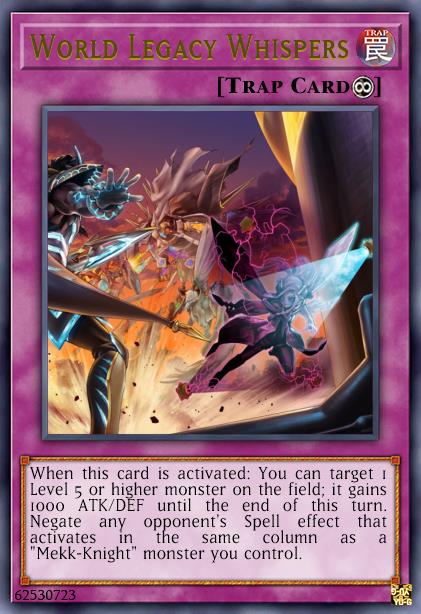 World Legacy Whispers
TRAP
罠
[Trap Card]
When this card is activated: You can target 1
Level 5 or higher monster on the field; it gains
1000 ATK/DEF until the end of this turn.
Negate any opponent's Spell effect that
activates in the same column as a
"Mekk-Knight" monster you control.
62530723